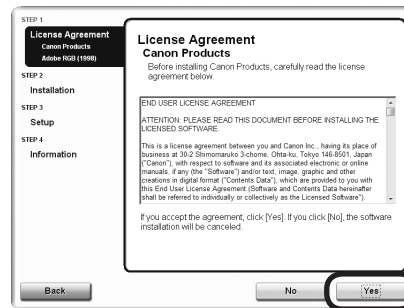 STEP 1
License Agreement
Canon Products
Adobe RGB (1998)
STEP 2
Installation
STEP 3
Setup
STEP 4
Information
License Agreement
Canon Products
Before installing Canon Products, carefully read the license
agreement below.
END USER LICENSE AGREEMENT
ATTENTION: PLEASE READ THIS DOCUMENT BEFORE INSTALLING THE
LICENSED SOFTWARE.
This is a license agreement between you and Canon Inc., having its place of
business at 30-2 Shimomaruko 3-chome, Ohta-ku, Tokyo 146-8501, Japan
("Canon"), with respect to software and its associated electronic or online
manuals, if any (the "Software") and/or text, image, graphic and other
creations in digital format ("Contents Data"), which are provided to you with
this End User License Agreement (Software and Contents Data hereinafter
shall be referred to individually or collectively as the Licensed Software").
If you accept the agreement, click [Yes]. If you click [No], the software
installation will be canceled.
Back
No
Yes